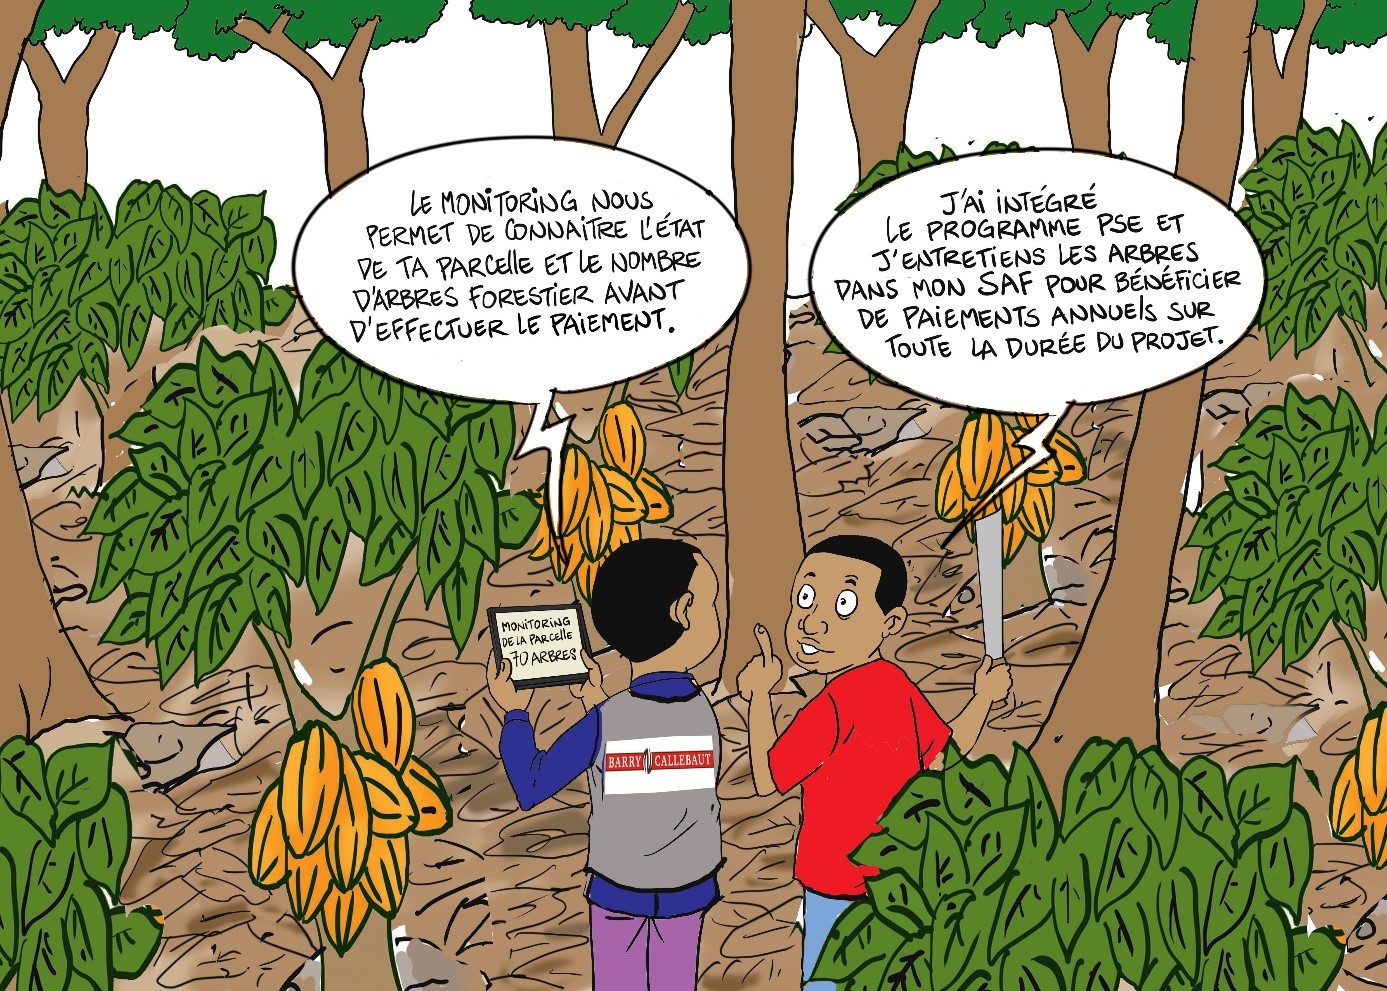 LE MONITORING NOUS
PERMET DE CONNAITRE L'ÉTAT
DE TA PARCELLE ET LE NOMBRE
D'ARBRES FORESTIER AVANT
D'EFFECTUER LE PAIEMENT.
J'AI INTÉGRÉ
LE PROGRAMME PSE ET
J'ENTRETIENS LES ARBRES
DANS MON SAF POUR BÉNÉFICIER
DE PAIEMENTS ANNUELS SUR
TOUTE LA DURÉE DU PROJET.
MONITORING
DE LA PARCELLE
70 ARBRES
BARRY CALLEBAUT